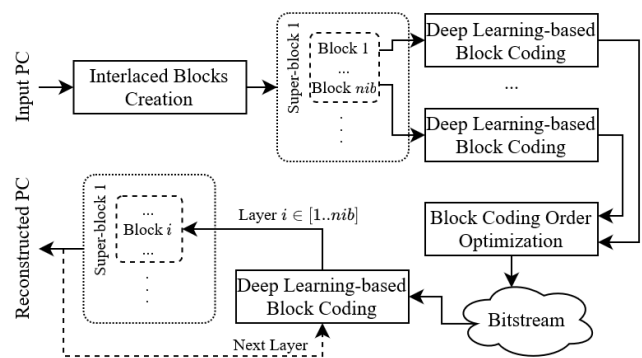 Input PC
Interlaced Blocks
Creation
Super-block 1
Block 1
...
Block nib
.
.
.
Deep Learning-based
Block Coding
...
Deep Learning-based
Block Coding
Block Coding Order
Optimization
Bitstream
Deep Learning-based
Block Coding
Layer i ∈ [1..nib]
Super-block 1
...
Block i
...
.
.
.
Reconstructed PC
Next Layer